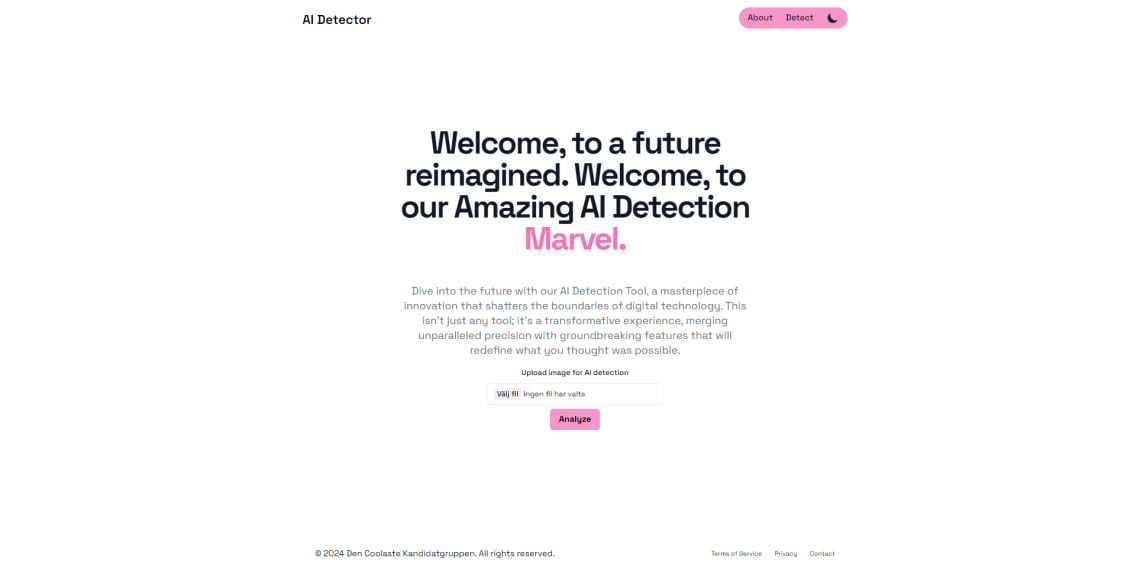 AI Detector
About Detect
Welcome, to a future
reimagined. Welcome, to
our Amazing AI Detection
Marvel.
Dive into the future with our AI Detection Tool, a masterpiece of
innovation that shatters the boundaries of digital technology. This
isn't just any tool; it's a transformative experience, merging
unparalleled precision with groundbreaking features that will
redefine what you thought was possible.
Upload image for AI detection
Välj fil Ingen fil har valts
Analyze
© 2024 Den Coolaste Kandidatgruppen. All rights reserved.
Terms of Service Privacy Contact